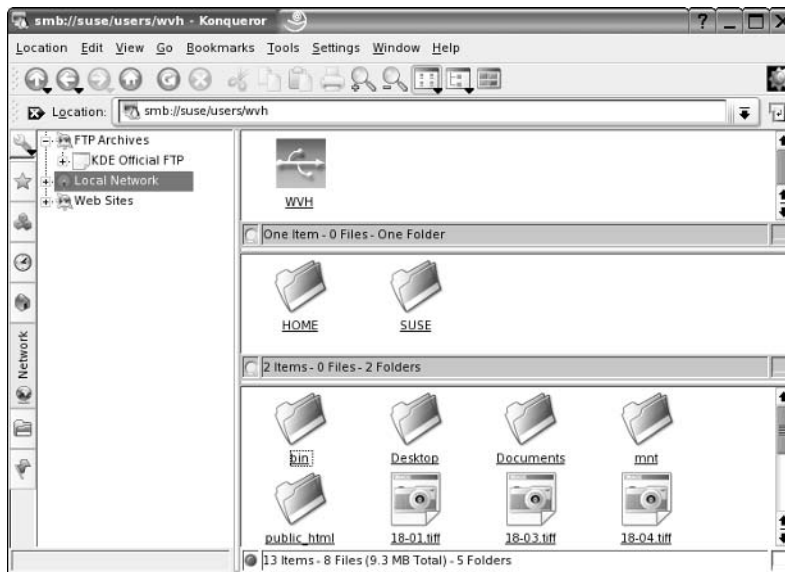 smb://suse/users/wvh - Konqueror
Location Edit View Go Bookmarks Tools Settings Window Help
Location: smb://suse/users/wvh
FTP Archives
KDE Official FTP
Local Network
Web Sites
Network
WVH
One Item - 0 Files - One Folder
HOME SUSE
2 Items - 0 Files - 2 Folders
bin Desktop Documents mnt
public_html 18-01.tiff 18-03.tiff 18-04.tiff
13 Items - 8 Files (9.3 MB Total) - 5 Folders